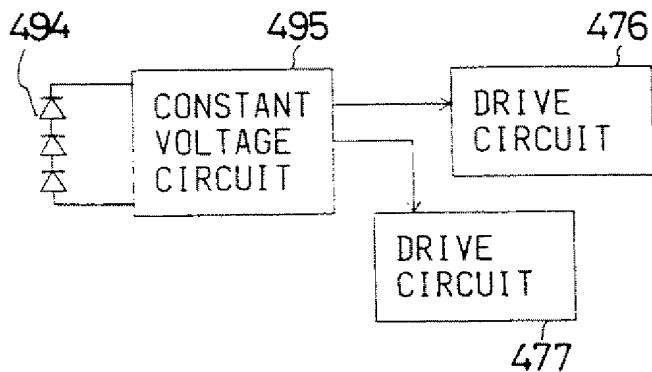 494
495
476
CONSTANT
VOLTAGE
CIRCUIT
DRIVE
CIRCUIT
DRIVE
CIRCUIT
477